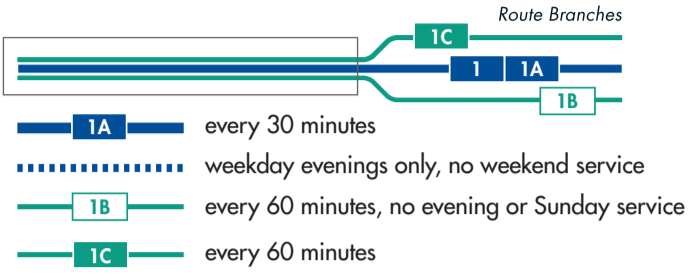 Route Branches
1C
1 1A
1B
1A every 30 minutes
weekday evenings only, no weekend service
1B every 60 minutes, no evening or Sunday service
1C every 60 minutes